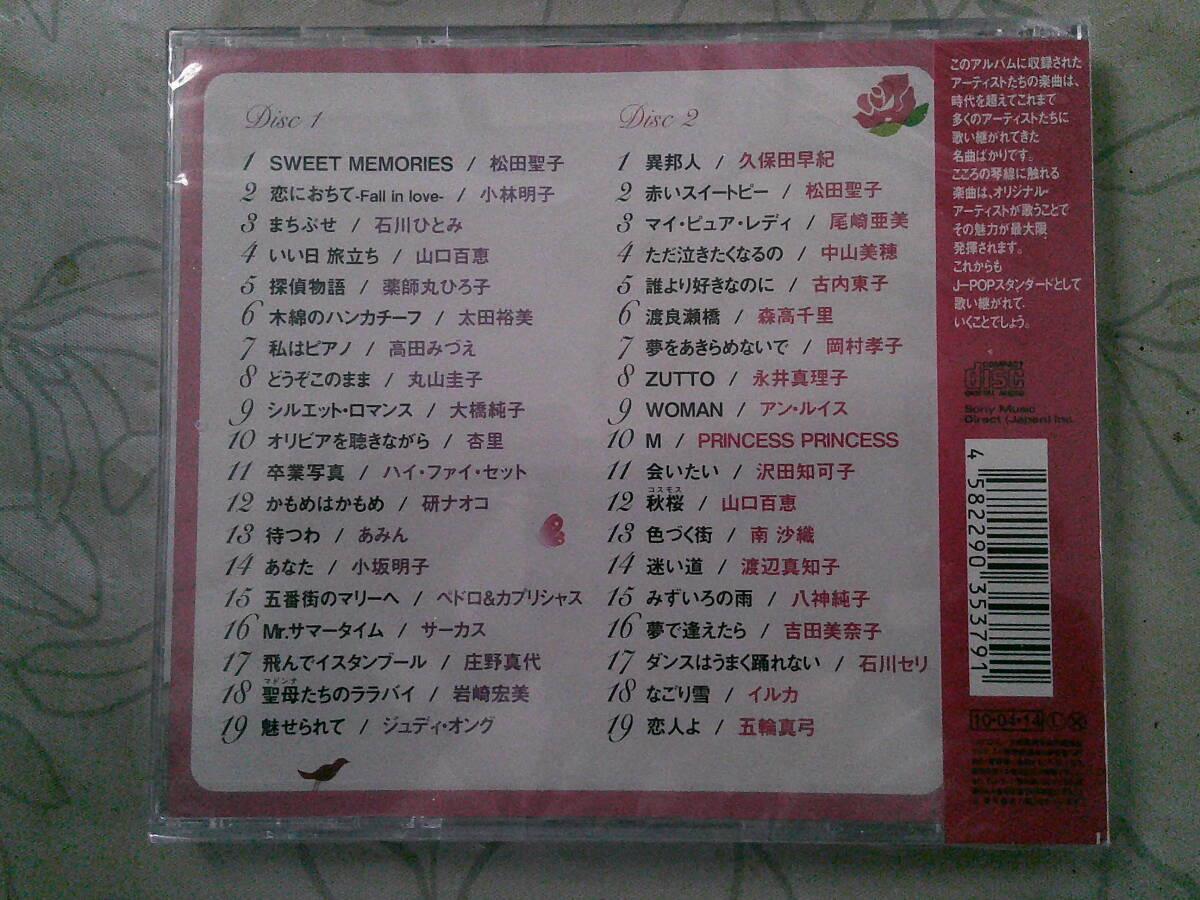 Disc 1
1 SWEET MEMORIES / 松田聖子
2 恋におちて-Fall in love- / 小林明子
3 まちぶせ / 石川ひとみ
4 いい日 旅立ち / 山口百恵
5 探偵物語 / 薬師丸ひろ子
6 木綿のハンカチーフ / 太田裕美
7 私はピアノ / 高田みづえ
8 どうぞこのまま / 丸山圭子
9 シルエット・ロマンス / 大橋純子
10 オリビアを聴きながら / 杏里
11 卒業写真 / ハイ・ファイ・セット
12 かもめはかもめ / 研ナオコ
13 待つわ / あみん
14 あなた / 小坂明子
15 五番街のマリーへ / ペドロ&カプリシャス
16 Mr.サマータイム / サーカス
17 飛んでイスタンブール / 庄野真代
マドンナ
18 聖母たちのララバイ / 岩崎宏美
19 魅せられて / ジュディ・オング
Disc 2
1 異邦人 / 久保田早紀
2 赤いスイートピー / 松田聖子
3 マイ・ピュア・レディ / 尾崎亜美
4 ただ泣きたくなるの / 中山美穂
5 誰より好きなのに / 古内東子
6 渡良瀬橋 / 森高千里
7 夢をあきらめないで / 岡村孝子
8 ZUTTO / 永井真理子
9 WOMAN / アン・ルイス
10 M / PRINCESS PRINCESS
11 会いたい / 沢田知可子
コスモス
12 秋桜 / 山口百恵
13 色づく街 / 南 沙織
14 迷い道 / 渡辺真知子
15 みずいろの雨 / 八神純子
16 夢で逢えたら / 吉田美奈子
17 ダンスはうまく踊れない / 石川セリ
18 なごり雪 / イルカ
19 恋人よ / 五輪真弓
このアルバムに収録された
アーティストたちの楽曲は、
時代を超えてこれまで
多くのアーティストたちに
歌い継がれてきた
名曲ばかりです。
こころの琴線に触れる
楽曲は、オリジナル・
アーティストが歌うことで
その魅力が最大限
発揮されます。
これからも
J-POPスタンダードとして
歌い継がれて、
いくことでしょう。
COMPACT
disc
DIGITAL AUDIO
Sony Music
Direct (Japan) Inc.
4 582290 353791
10・04・14 L X